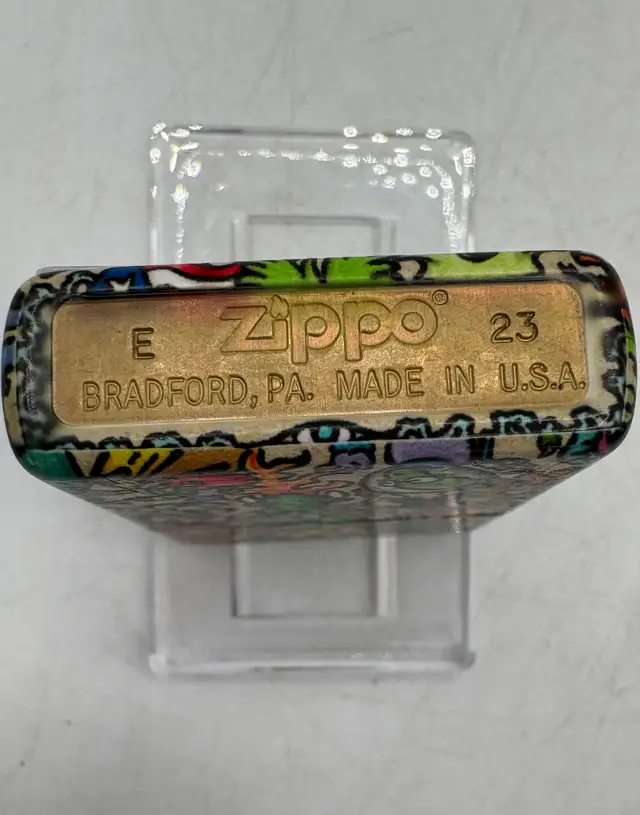 E Zippo® 23
BRADFORD, PA. MADE IN U.S.A.